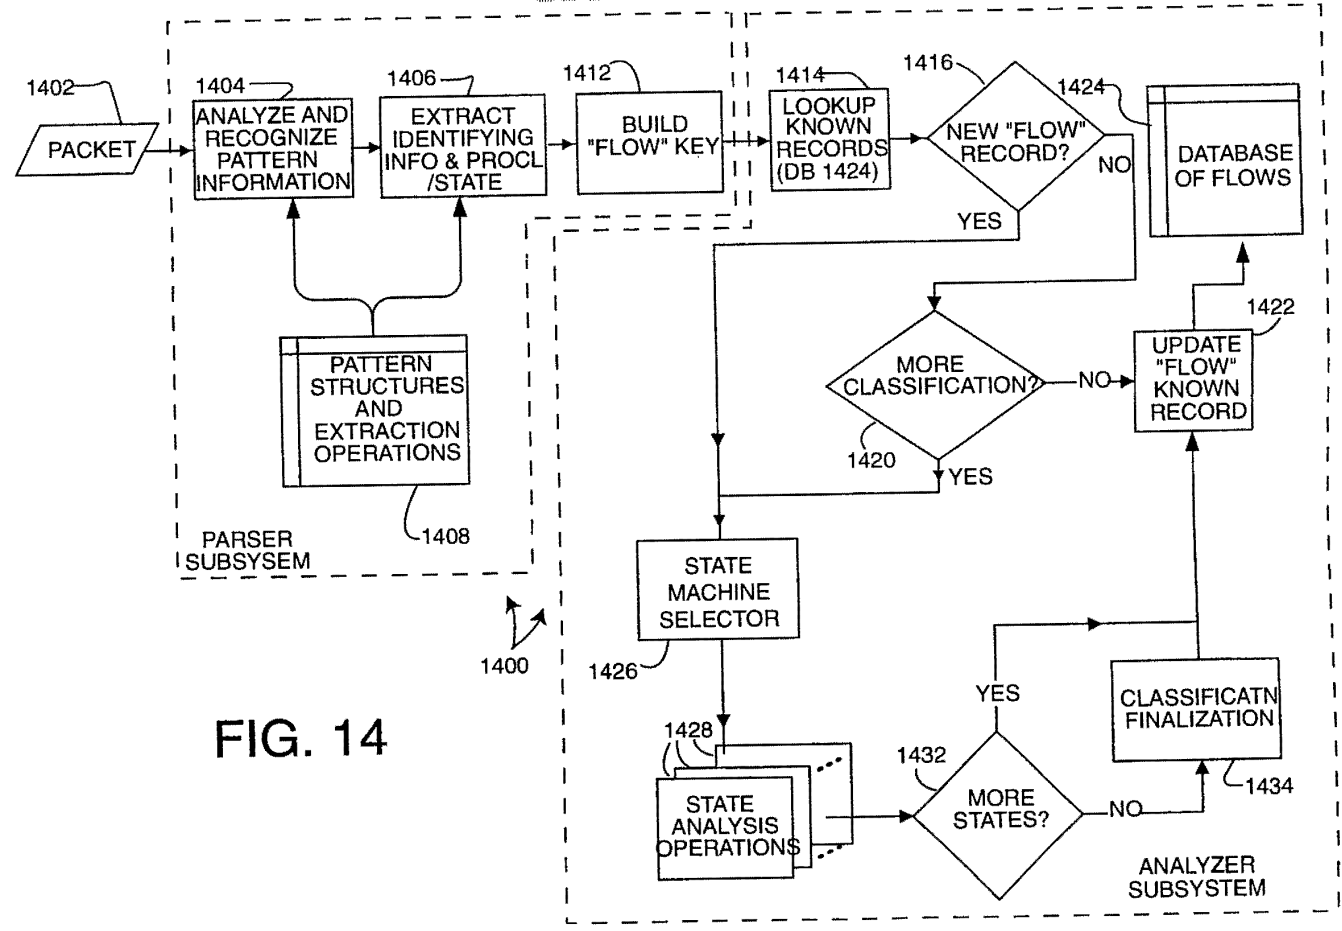 1402
PACKET
1404
ANALYZE AND
RECOGNIZE
PATTERN
INFORMATION
1406
EXTRACT
IDENTIFYING
INFO & PROCL
/STATE
1412
BUILD
"FLOW" KEY
1414
LOOKUP
KNOWN
RECORDS
(DB 1424)
1416
NEW "FLOW"
RECORD?
NO
YES
1424
DATABASE
OF FLOWS
PATTERN
STRUCTURES
AND
EXTRACTION
OPERATIONS
1408
PARSER
SUBSYSEM
MORE
CLASSIFICATION?
NO
1420
YES
1422
UPDATE
"FLOW"
KNOWN
RECORD
STATE
MACHINE
SELECTOR
1426
1400
FIG. 14
1428
STATE
ANALYSIS
OPERATIONS
1432
MORE
STATES?
YES
NO
CLASSIFICATN
FINALIZATION
1434
ANALYZER
SUBSYSTEM